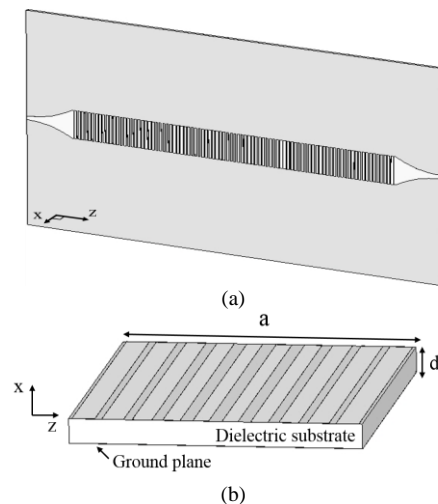 x
z
(a)
a
d
x
z
Dielectric substrate
Ground plane
(b)